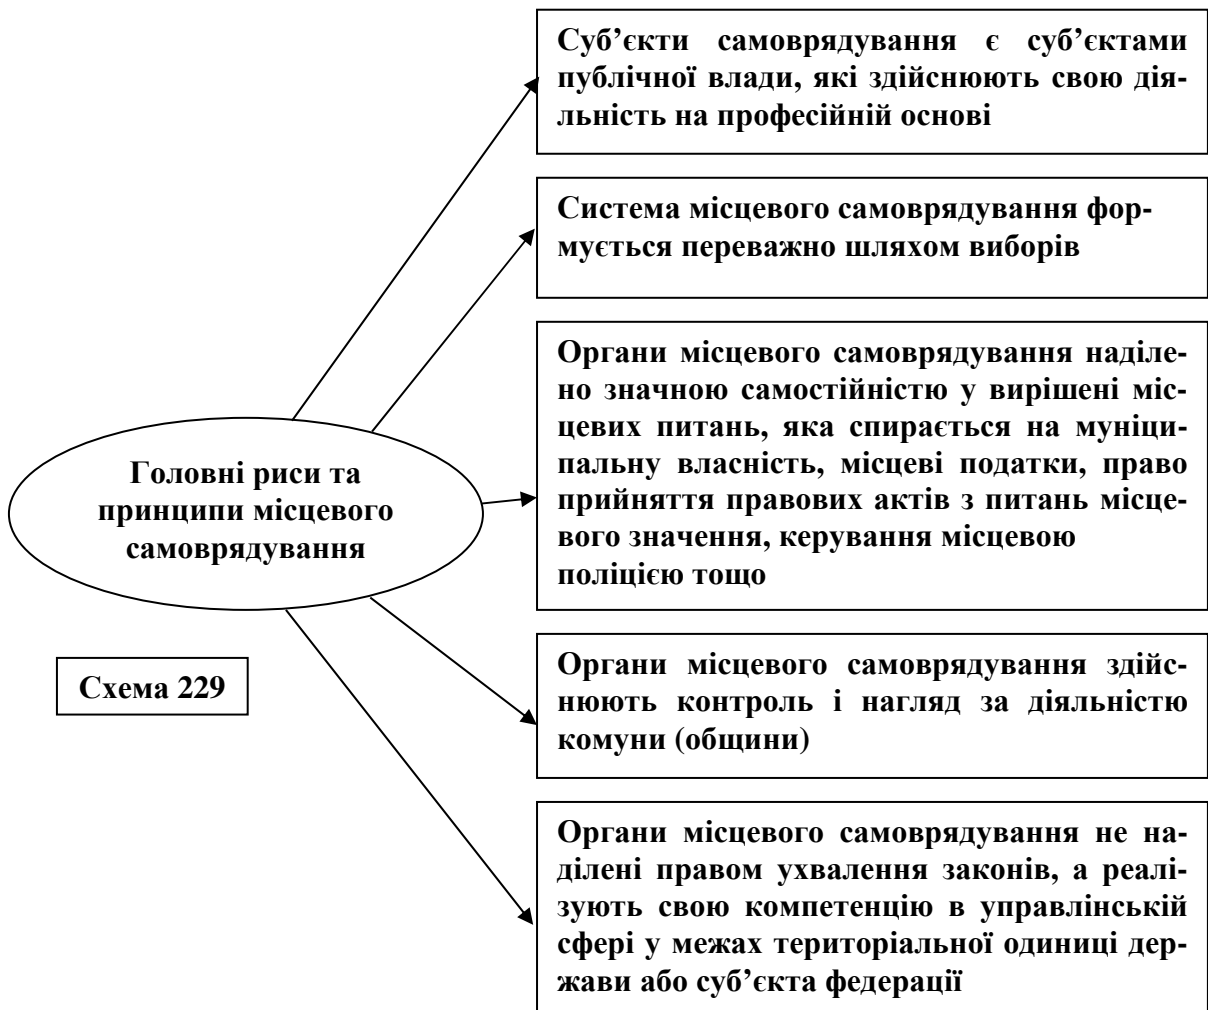 Суб’єкти самоврядування є суб’єктами
публічної влади, які здійснюють свою дія-
льність на професійній основі
Система місцевого самоврядування фор-
мується переважно шляхом виборів
Органи місцевого самоврядування наділе-
но значною самостійністю у вирішені міс-
цевих питань, яка спирається на муніци-
пальну власність, місцеві податки, право
прийняття правових актів з питань місце-
вого значення, керування місцевою
поліцією тощо
Головні риси та
принципи місцевого
самоврядування
Органи місцевого самоврядування здійс-
нюють контроль і нагляд за діяльністю
комуни (общини)
Схема 229
Органи місцевого самоврядування не на-
ділені правом ухвалення законів, а реалі-
зують свою компетенцію в управлінській
сфері у межах територіальної одиниці дер-
жави або суб’єкта федерації